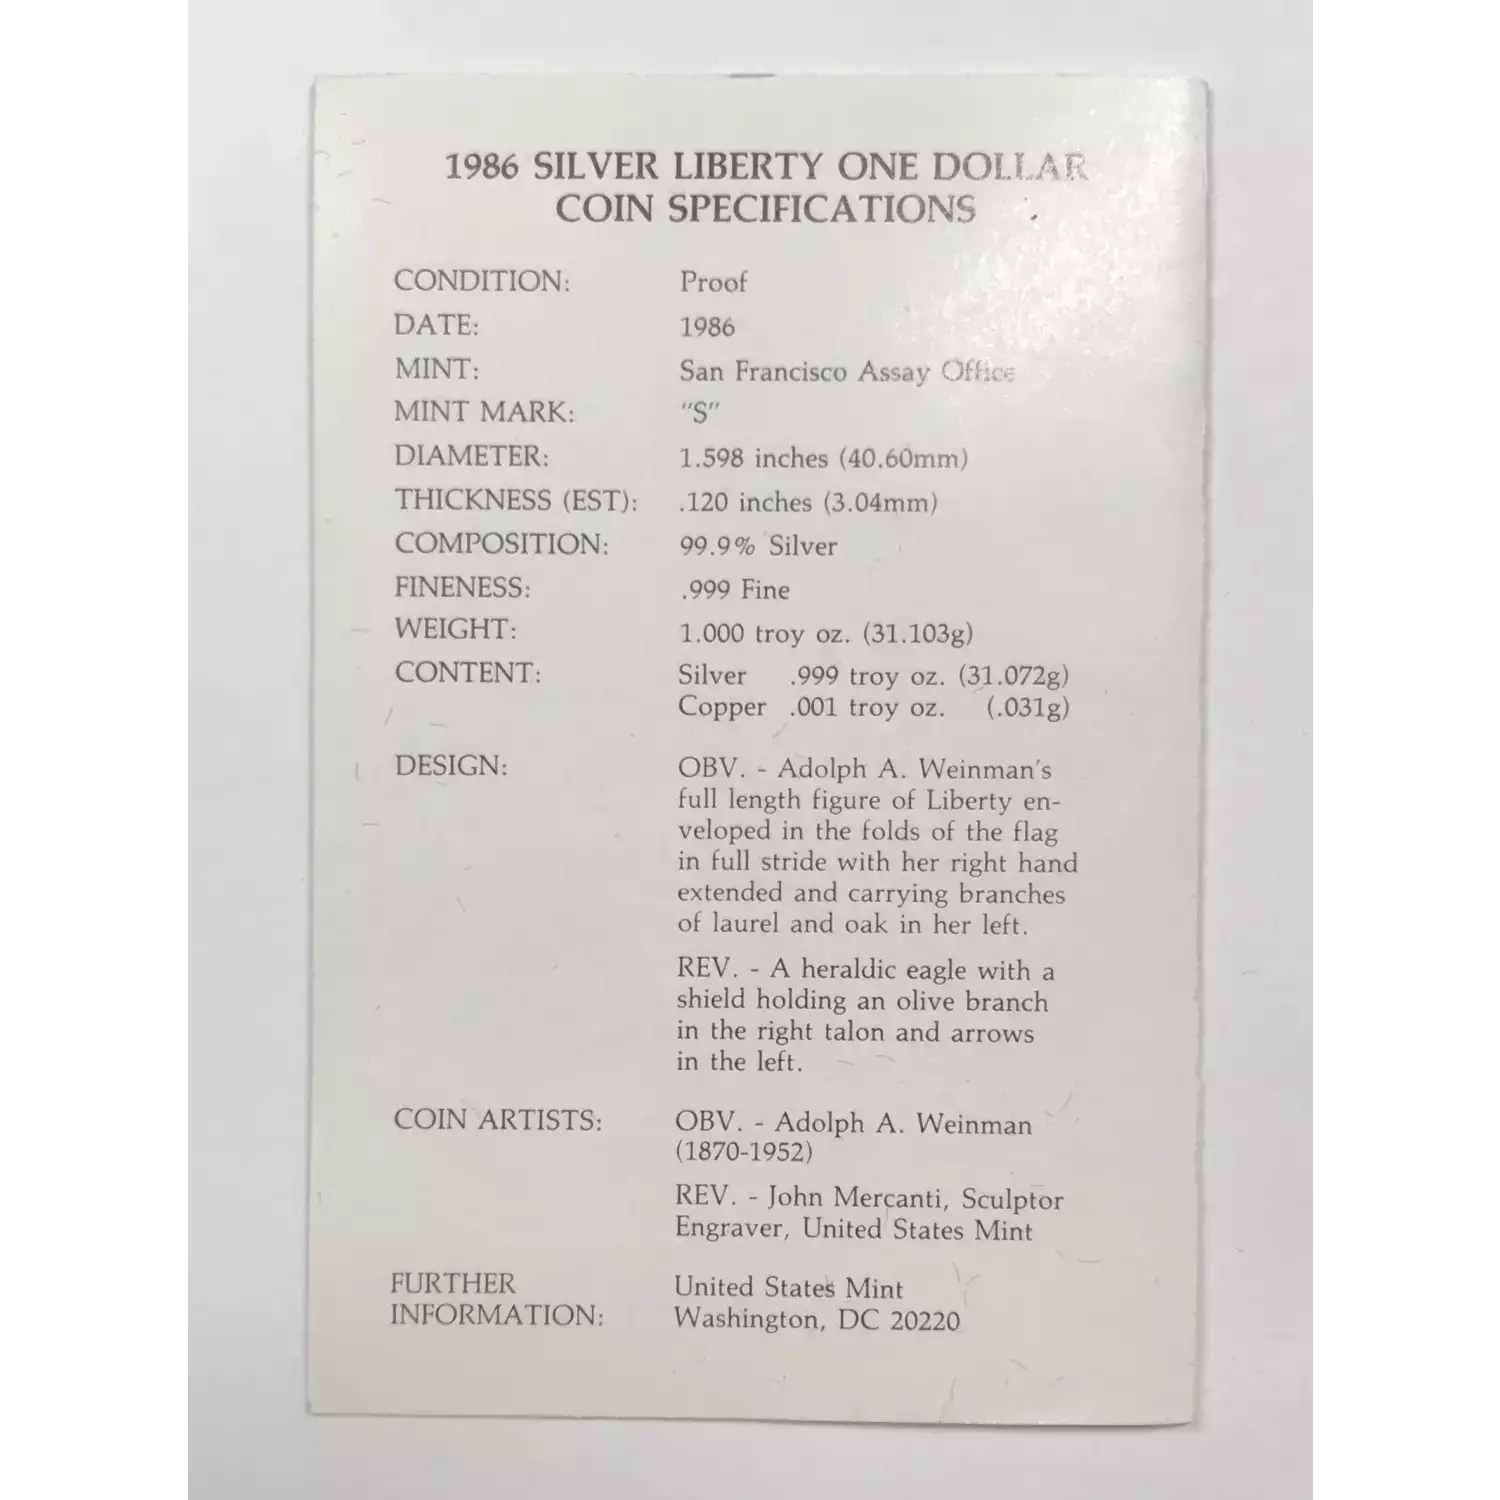 1986 SILVER LIBERTY ONE DOLLAR
COIN SPECIFICATIONS
CONDITION: Proof
DATE: 1986
MINT: San Francisco Assay Office
MINT MARK: "S"
DIAMETER: 1.598 inches (40.60mm)
THICKNESS (EST): .120 inches (3.04mm)
COMPOSITION: 99.9% Silver
FINENESS: .999 Fine
WEIGHT: 1.000 troy oz. (31.103g)
CONTENT: Silver .999 troy oz. (31.072g)
Copper .001 troy oz. (.031g)
DESIGN: OBV. - Adolph A. Weinman's
full length figure of Liberty en-
veloped in the folds of the flag
in full stride with her right hand
extended and carrying branches
of laurel and oak in her left.
REV. - A heraldic eagle with a
shield holding an olive branch
in the right talon and arrows
in the left.
COIN ARTISTS: OBV. - Adolph A. Weinman
(1870-1952)
REV. - John Mercanti, Sculptor
Engraver, United States Mint
FURTHER United States Mint
INFORMATION: Washington, DC 20220